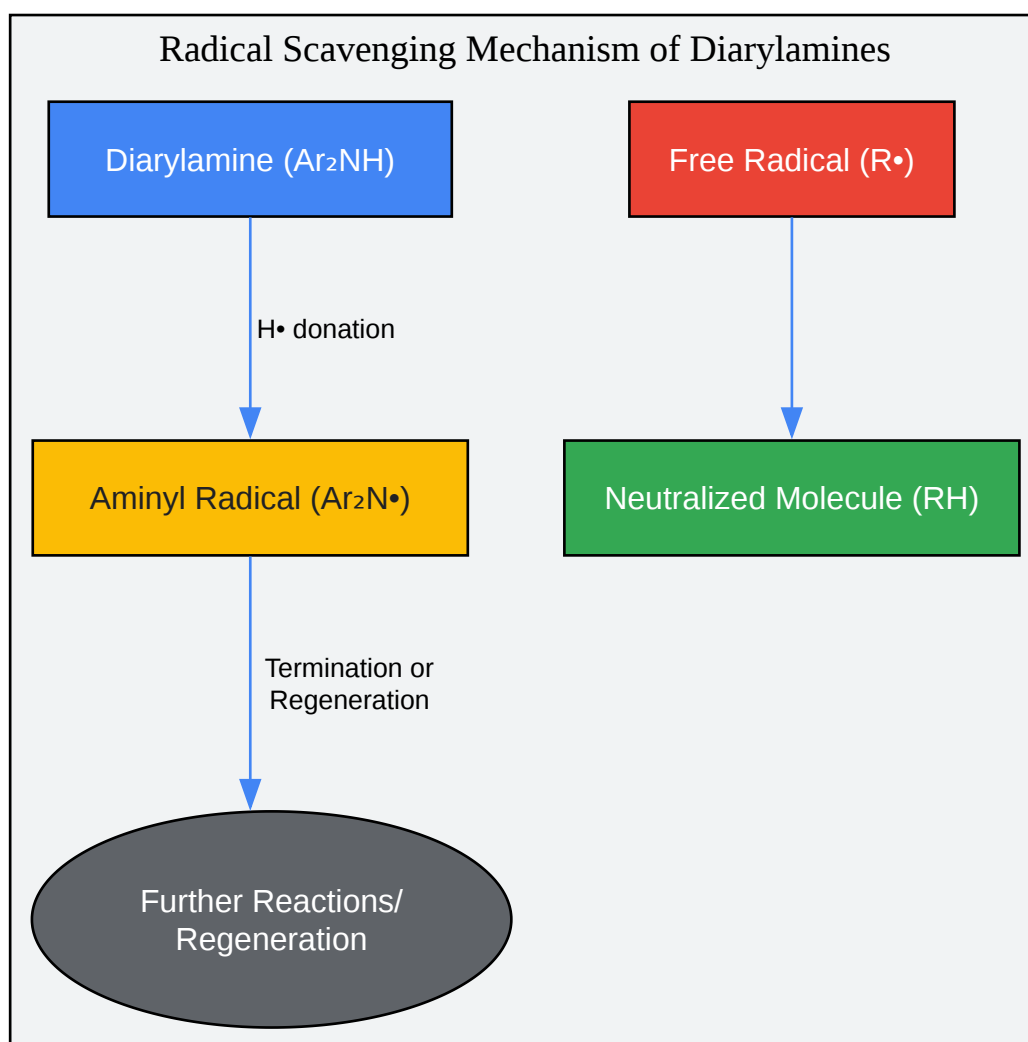 Radical Scavenging Mechanism of Diarylamines
Diarylamine (Ar₂NH)
Free Radical (R•)
H• donation
Aminyl Radical (Ar₂N•)
Neutralized Molecule (RH)
Termination or
Regeneration
Further Reactions/
Regeneration